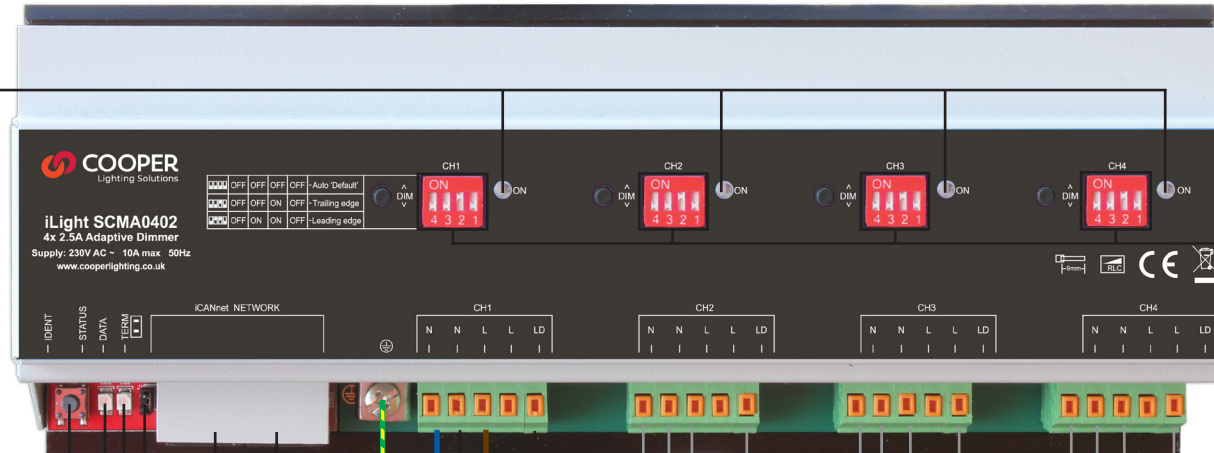 COOPER
Lighting Solutions
iLight SCMA0402
4x 2.5A Adaptive Dimmer
Supply: 230V AC ~ 10A max 50Hz
www.cooperlighting.co.uk
OFF OFF OFF OFF -Auto 'Default'
OFF OFF ON OFF -Trailing edge
OFF ON ON OFF -Leading edge
CH1 CH2 CH3 CH4
< DIM > ON 4 3 2 1 ON
< DIM > ON 4 3 2 1 ON
< DIM > ON 4 3 2 1 ON
< DIM > ON 4 3 2 1 ON
9mm RLC CE
IDENT
STATUS
DATA
TERM
iCANnet NETWORK
CH1
N N L L LD
CH2
N N L L LD
CH3
N N L L LD
CH4
N N L L LD